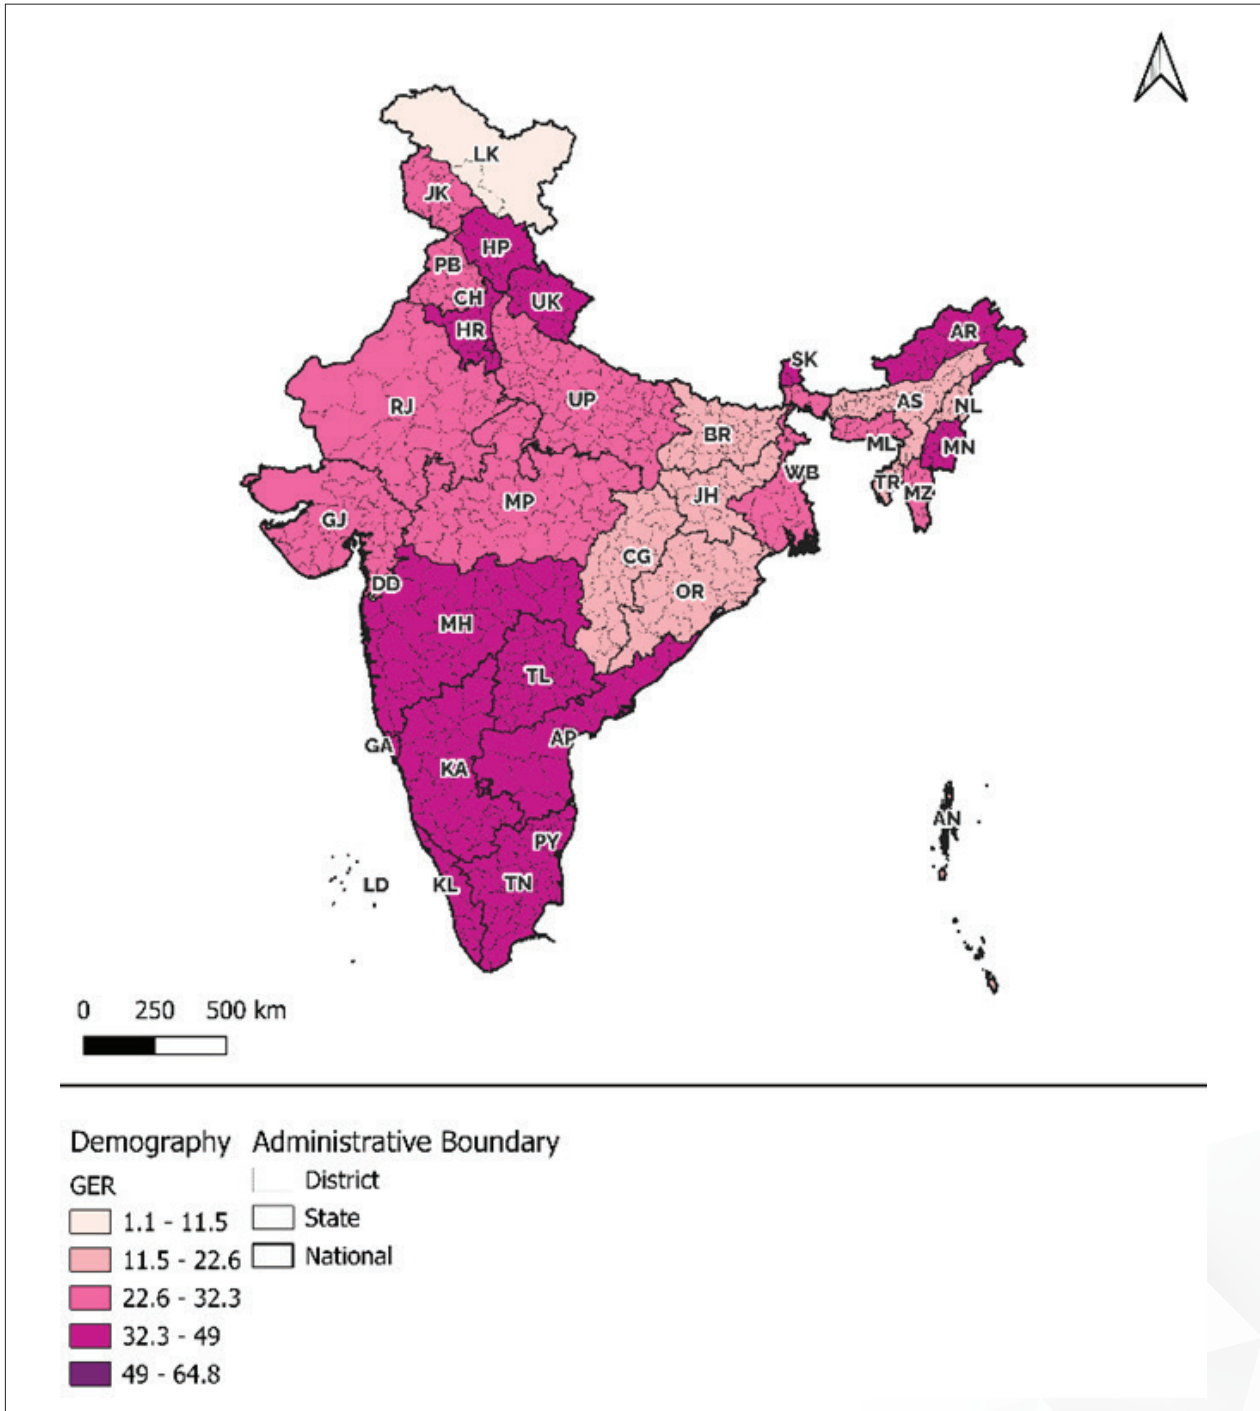 LK
JK
HP
PB
CH
UK
HR
AR
SK
RJ
UP
AS
NL
BR
ML
MN
WB
TR
MZ
JH
MP
GJ
CG
DD
OR
MH
TL
GA
AP
KA
AN
PY
LD
KL
TN
0 250 500 km
Demography Administrative Boundary
GER
District
1.1 - 11.5
State
11.5 - 22.6
National
22.6 - 32.3
32.3 - 49
49 - 64.8